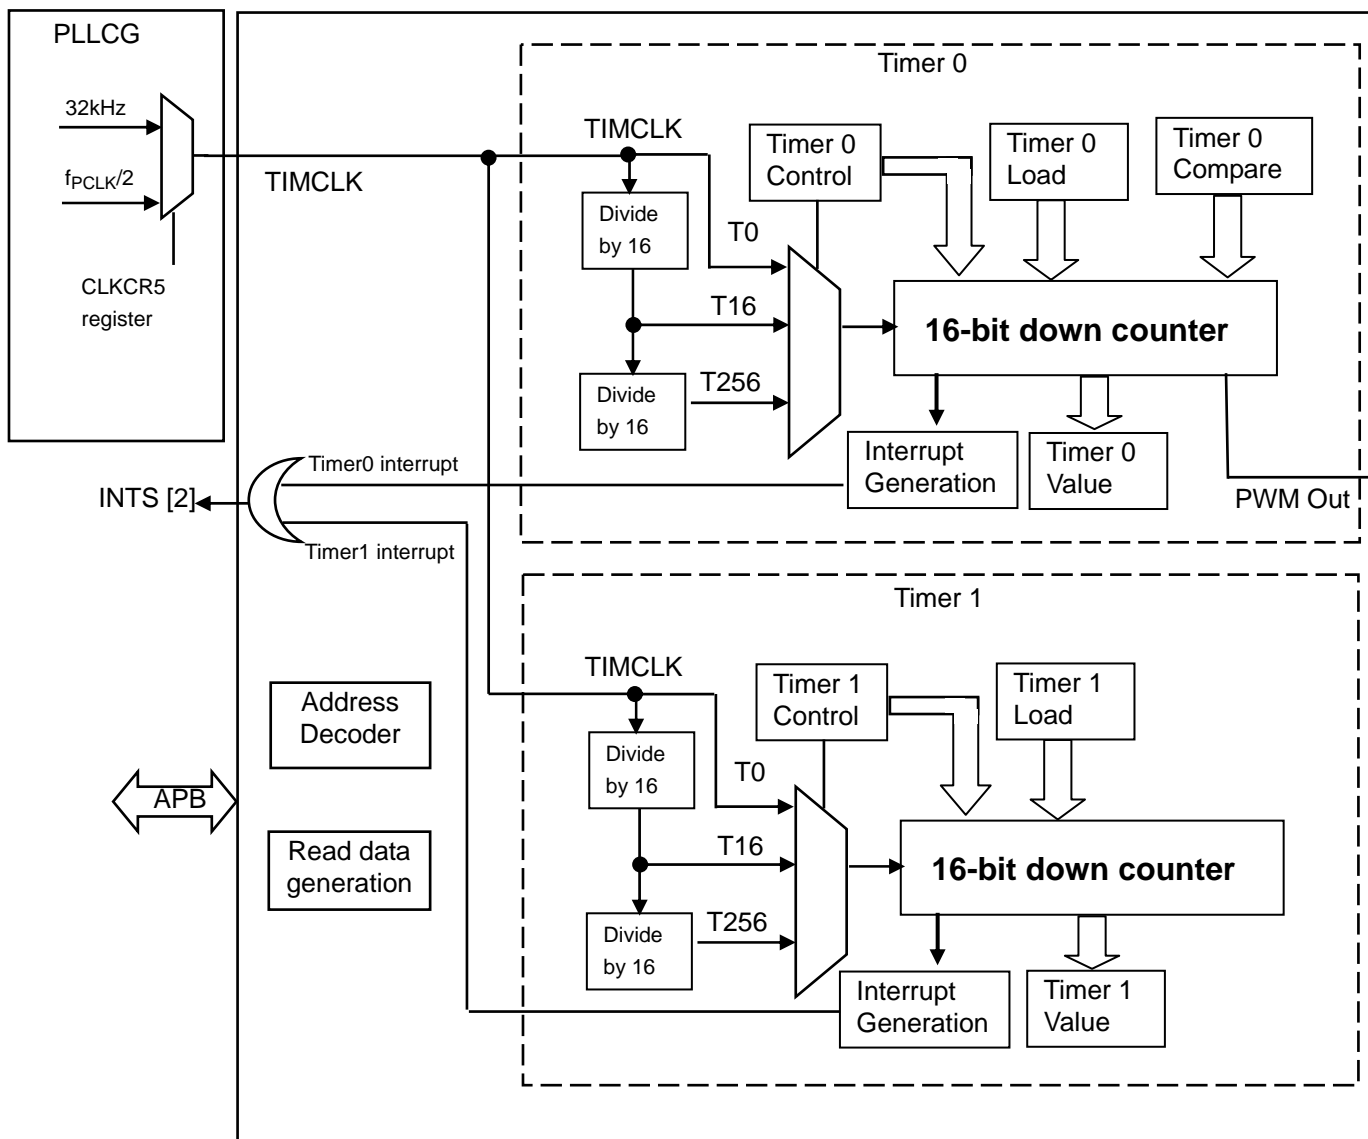 PLLCG
32kHz
fPCLK/2
CLKCR5
register
TIMCLK
Timer 0
TIMCLK
Divide
by 16
T0
T16
Divide
by 16
T256
Timer 0
Control
Timer 0
Load
Timer 0
Compare
16-bit down counter
Interrupt
Generation
Timer 0
Value
PWM Out
Timer0 interrupt
INTS [2]
Timer1 interrupt
Address
Decoder
APB
Read data
generation
Timer 1
TIMCLK
Divide
by 16
T0
T16
Divide
by 16
T256
Timer 1
Control
Timer 1
Load
16-bit down counter
Interrupt
Generation
Timer 1
Value